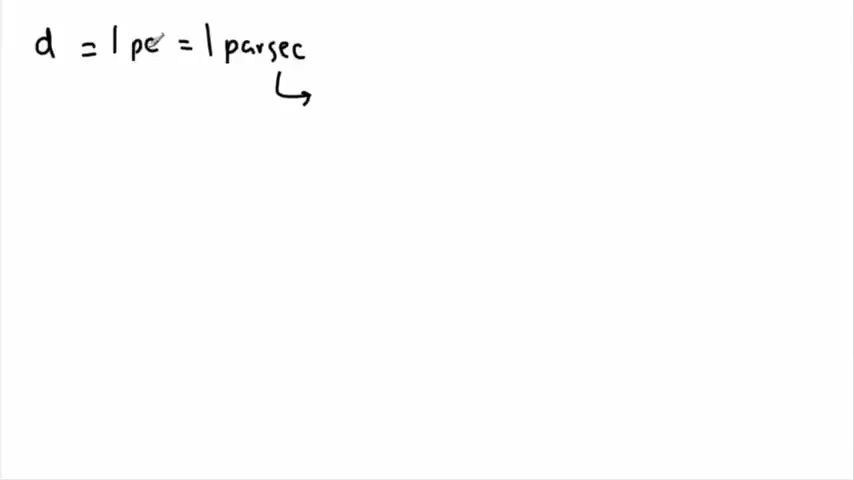 d = 1 pc = 1 parsec